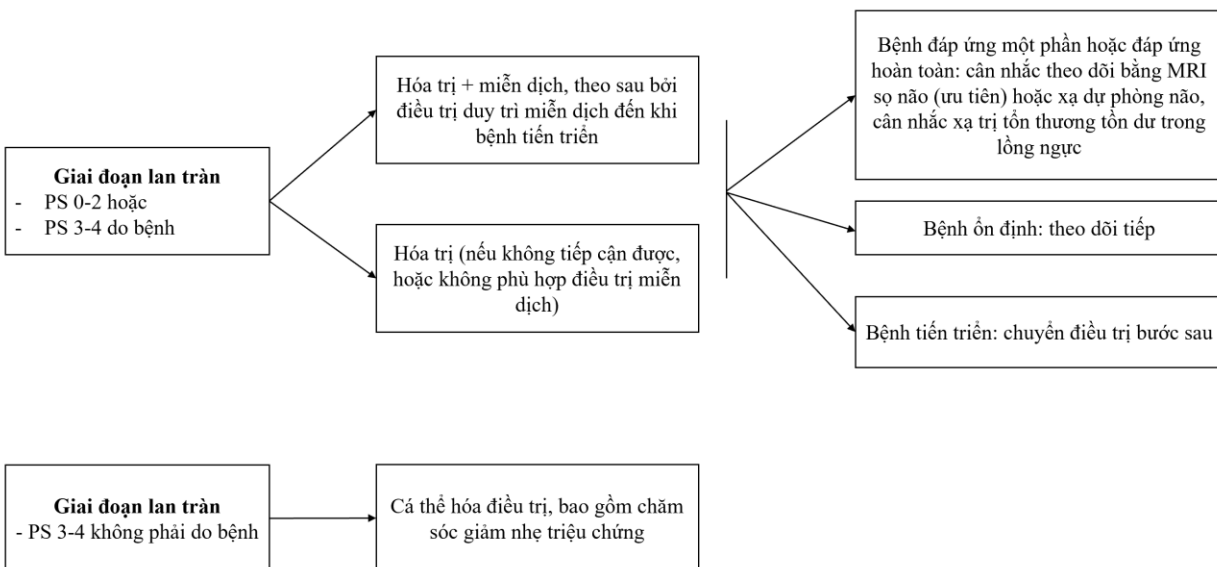 Giai đoạn lan tràn
- PS 0-2 hoặc
- PS 3-4 do bệnh
Hóa trị + miễn dịch, theo sau bởi
điều trị duy trì miễn dịch đến khi
bệnh tiến triển
Hóa trị (nếu không tiếp cận được,
hoặc không phù hợp điều trị miễn
dịch)
Bệnh đáp ứng một phần hoặc đáp ứng
hoàn toàn: cân nhắc theo dõi bằng MRI
sọ não (ưu tiên) hoặc xạ dự phòng não,
cân nhắc xạ trị tổn thương tồn dư trong
lồng ngực
Bệnh ổn định: theo dõi tiếp
Bệnh tiến triển: chuyển điều trị bước sau
Giai đoạn lan tràn
- PS 3-4 không phải do bệnh
Cá thể hóa điều trị, bao gồm chăm
sóc giảm nhẹ triệu chứng